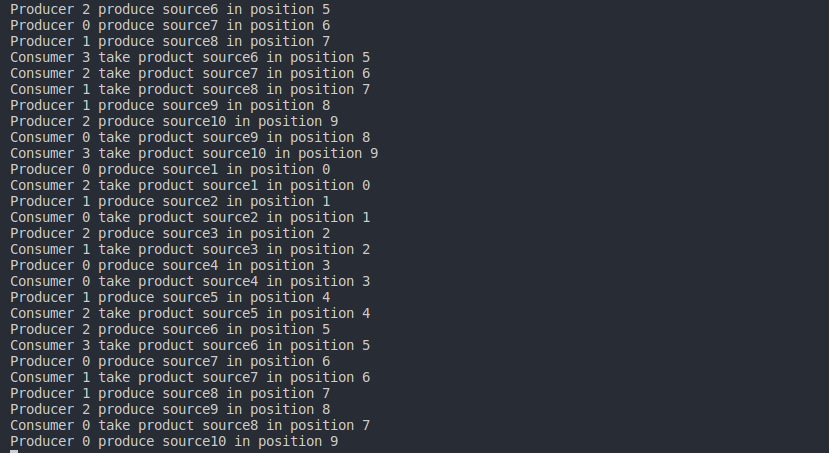 Producer 2 produce source6 in position 5
Producer 0 produce source7 in position 6
Producer 1 produce source8 in position 7
Consumer 3 take product source6 in position 5
Consumer 2 take product source7 in position 6
Consumer 1 take product source8 in position 7
Producer 1 produce source9 in position 8
Producer 2 produce source10 in position 9
Consumer 0 take product source9 in position 8
Consumer 3 take product source10 in position 9
Producer 0 produce source1 in position 0
Consumer 2 take product source1 in position 0
Producer 1 produce source2 in position 1
Consumer 0 take product source2 in position 1
Producer 2 produce source3 in position 2
Consumer 1 take product source3 in position 2
Producer 0 produce source4 in position 3
Consumer 0 take product source4 in position 3
Producer 1 produce source5 in position 4
Consumer 2 take product source5 in position 4
Producer 2 produce source6 in position 5
Consumer 3 take product source6 in position 5
Producer 0 produce source7 in position 6
Consumer 1 take product source7 in position 6
Producer 1 produce source8 in position 7
Producer 2 produce source9 in position 8
Consumer 0 take product source8 in position 7
Producer 0 produce source10 in position 9